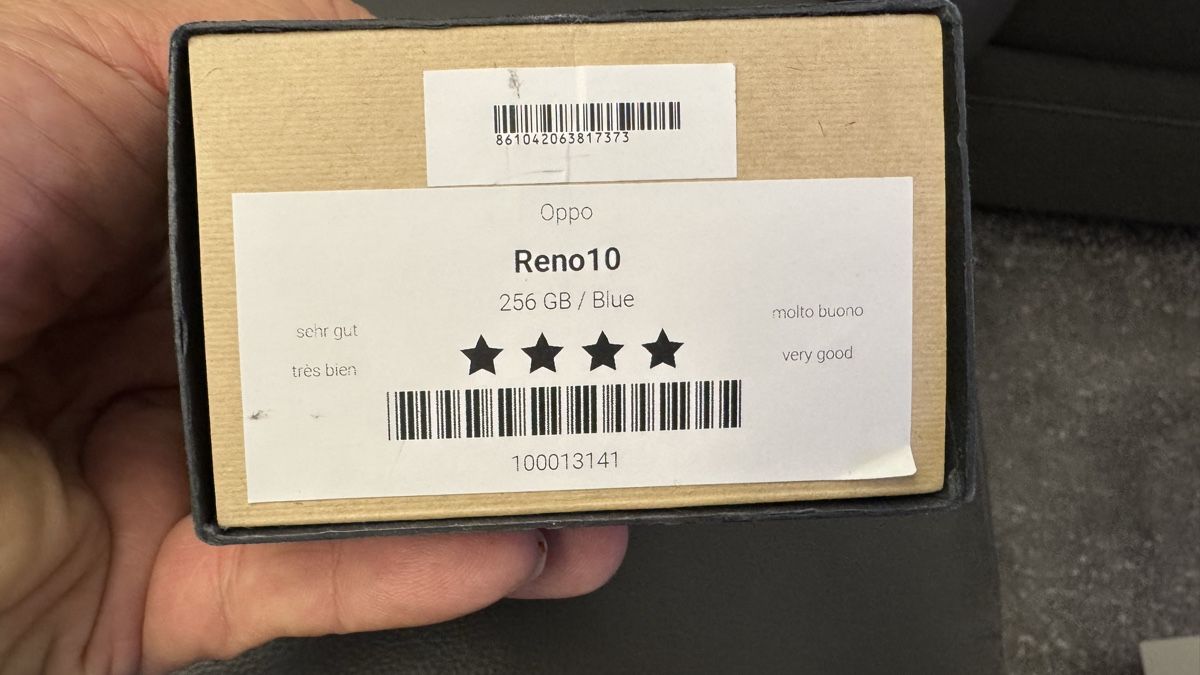 861042063817373
Oppo
Reno10
256 GB / Blue
sehr gut
très bien
molto buono
very good
100013141